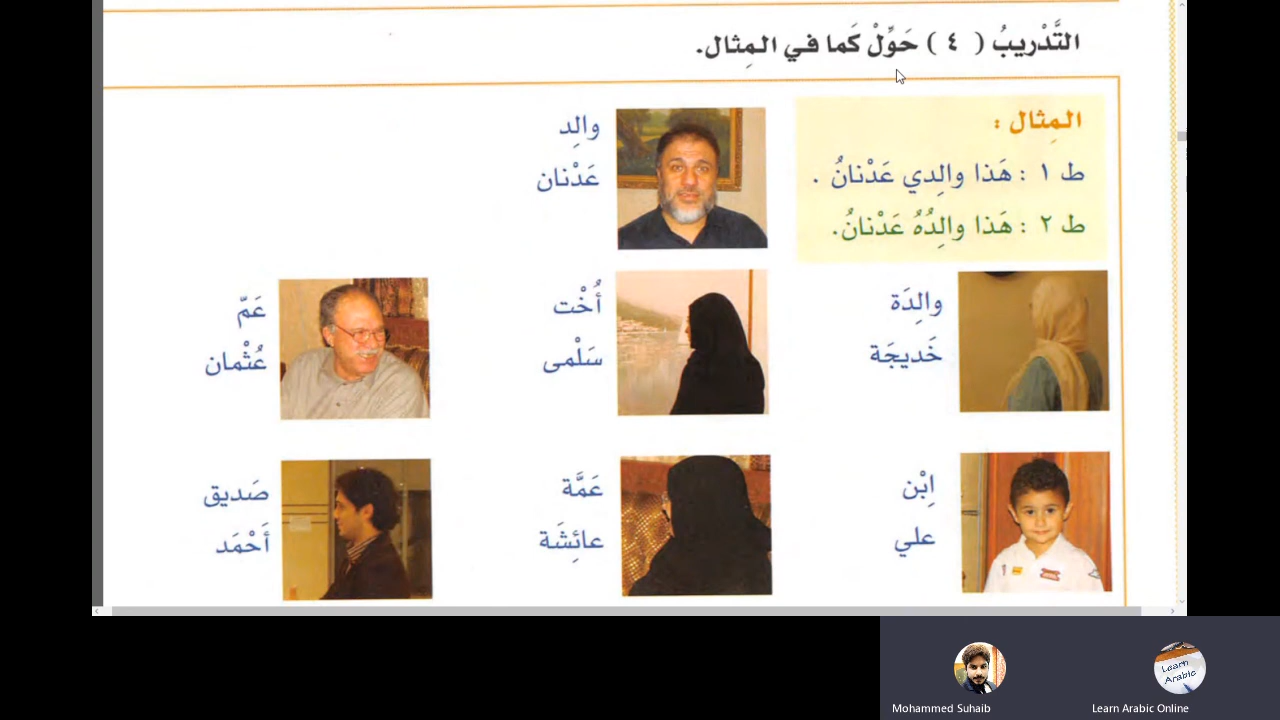 التَّدْريبُ ( ٤ ) حَوِّلْ كَما في المِثال.
المِثال :
ط ١ : هَذا والِدي عَدْنانُ .
ط ٢ : هَذا والِدُهُ عَدْنانُ.
والِد
عَدْنان
والِدَة
خَديجَة
أُخْت
سَلْمى
عَمّ
عُثْمان
اِبْن
علي
عَمَّة
عائِشَة
صَديق
أَحْمَد
Learn Arabic
Mohammed Suhaib
Learn Arabic Online